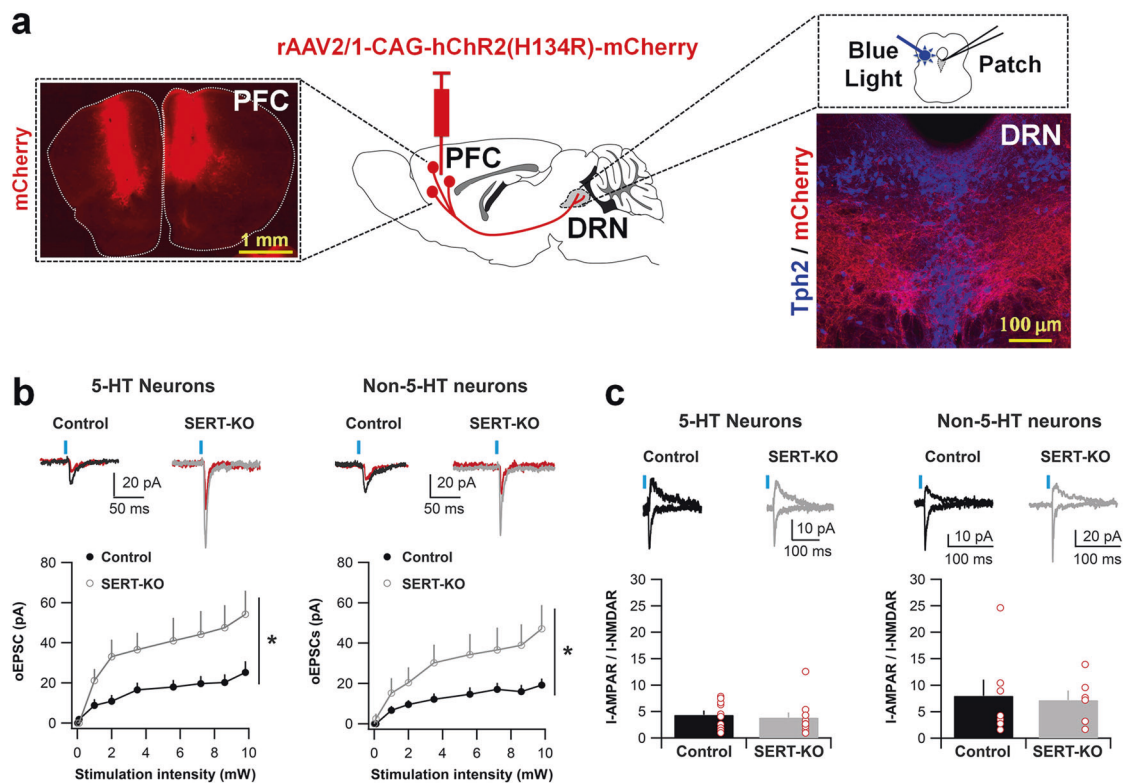 a
rAAV2/1-CAG-hChR2(H134R)-mCherry
mCherry
PFC
1 mm
PFC
DRN
Blue
Light
Patch
Tph2 / mCherry
DRN
100 μm
b
5-HT Neurons
Non-5-HT neurons
Control
SERT-KO
Control
SERT-KO
20 pA
50 ms
20 pA
50 ms
Control
SERT-KO
oEPSC (pA)
80
60
40
20
0
*
0 2 4 6 8 10
Stimulation intensity (mW)
Control
SERT-KO
oEPSCs (pA)
80
60
40
20
0
*
0 2 4 6 8 10
Stimulation intensity (mW)
c
5-HT Neurons
Non-5-HT neurons
Control
SERT-KO
Control
SERT-KO
10 pA
100 ms
10 pA
100 ms
20 pA
100 ms
I-AMPAR / I-NMDAR
30
25
20
15
10
5
0
Control SERT-KO
I-AMPAR / I-NMDAR
30
25
20
15
10
5
0
Control SERT-KO